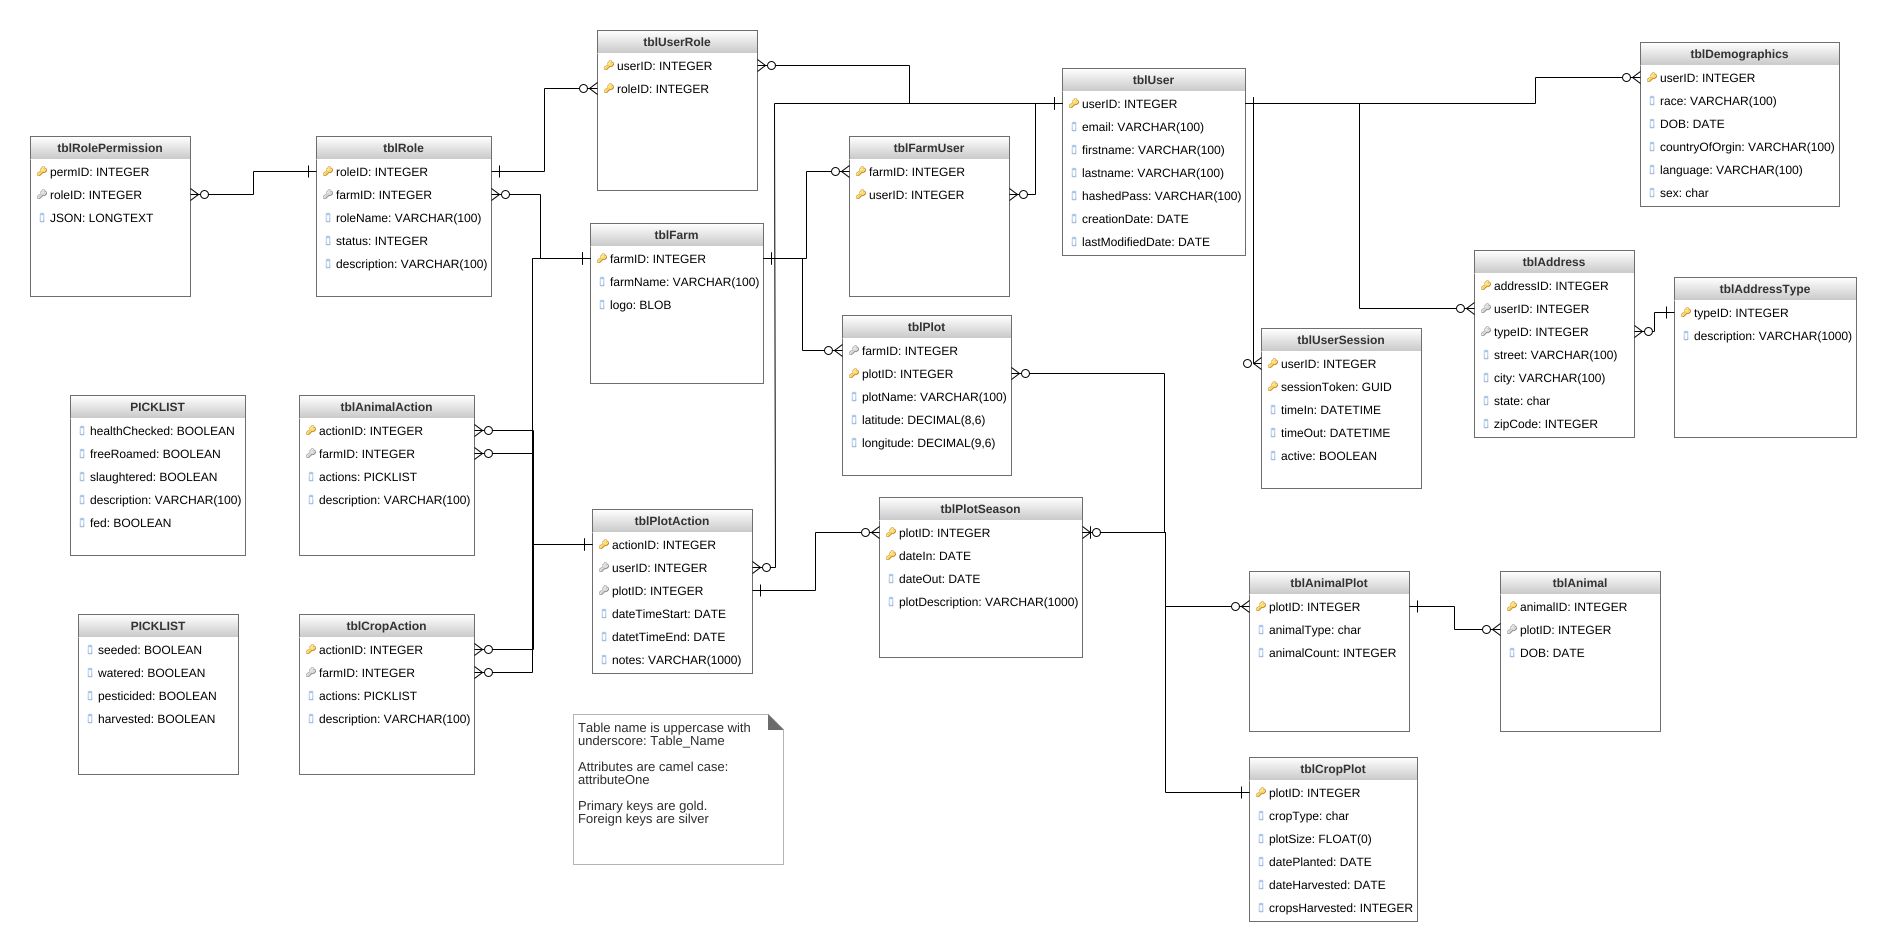 tblUserRole
userID: INTEGER
roleID: INTEGER
tblUser
userID: INTEGER
email: VARCHAR(100)
firstname: VARCHAR(100)
lastname: VARCHAR(100)
hashedPass: VARCHAR(100)
creationDate: DATE
lastModifiedDate: DATE
tblDemographics
userID: INTEGER
race: VARCHAR(100)
DOB: DATE
countryOfOrgin: VARCHAR(100)
language: VARCHAR(100)
sex: char
tblRolePermission
permID: INTEGER
roleID: INTEGER
JSON: LONGTEXT
tblRole
roleID: INTEGER
farmID: INTEGER
roleName: VARCHAR(100)
status: INTEGER
description: VARCHAR(100)
tblFarm
farmID: INTEGER
farmName: VARCHAR(100)
logo: BLOB
tblFarmUser
farmID: INTEGER
userID: INTEGER
tblPlot
farmID: INTEGER
plotID: INTEGER
plotName: VARCHAR(100)
latitude: DECIMAL(8,6)
longitude: DECIMAL(9,6)
tblUserSession
userID: INTEGER
sessionToken: GUID
timeIn: DATETIME
timeOut: DATETIME
active: BOOLEAN
tblAddress
addressID: INTEGER
userID: INTEGER
typeID: INTEGER
street: VARCHAR(100)
city: VARCHAR(100)
state: char
zipCode: INTEGER
tblAddressType
typeID: INTEGER
description: VARCHAR(1000)
PICKLIST
healthChecked: BOOLEAN
freeRoamed: BOOLEAN
slaughtered: BOOLEAN
description: VARCHAR(100)
fed: BOOLEAN
tblAnimalAction
actionID: INTEGER
farmID: INTEGER
actions: PICKLIST
description: VARCHAR(100)
tblPlotAction
actionID: INTEGER
userID: INTEGER
plotID: INTEGER
dateTimeStart: DATE
datetTimeEnd: DATE
notes: VARCHAR(1000)
tblPlotSeason
plotID: INTEGER
dateIn: DATE
dateOut: DATE
plotDescription: VARCHAR(1000)
tblAnimalPlot
plotID: INTEGER
animalType: char
animalCount: INTEGER
tblAnimal
animalID: INTEGER
plotID: INTEGER
DOB: DATE
PICKLIST
seeded: BOOLEAN
watered: BOOLEAN
pesticided: BOOLEAN
harvested: BOOLEAN
tblCropAction
actionID: INTEGER
farmID: INTEGER
actions: PICKLIST
description: VARCHAR(100)
Table name is uppercase with
underscore: Table_Name
Attributes are camel case:
attributeOne
Primary keys are gold.
Foreign keys are silver
tblCropPlot
plotID: INTEGER
cropType: char
plotSize: FLOAT(0)
datePlanted: DATE
dateHarvested: DATE
cropsHarvested: INTEGER